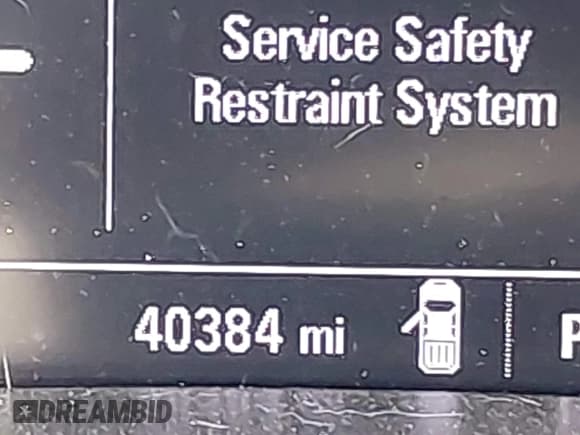 Service Safety
Restraint System
40384 mi
P
DREAMBID